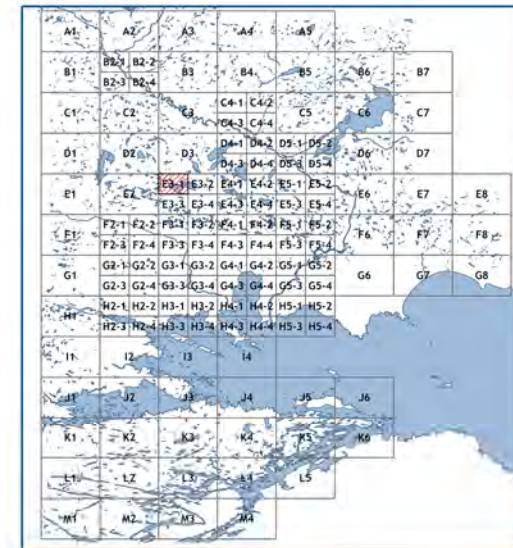 A1 A2 A3 A4 A5
B2-1 B2-2
B1 B3 B4 B5 B6 B7
B2-3 B2-4
C4-1 C4-2
C1 C2 C3 C5 C6 C7
C4-3 C4-4
D4-1 D4-2 D5-1 D5-2
D1 D2 D3 D6 D7
D4-3 D4-4 D5-3 D5-4
E3-1 E3-2 E4-1 E4-2 E5-1 E5-2
E1 E2 E6 E7 E8
E3-3 E3-4 E4-3 E4-4 E5-3 E5-4
F2-1 F2-2 F3-1 F3-2 F4-1 F4-2 F5-1 F5-2
F1 F6 F7 F8
F2-3 F2-4 F3-3 F3-4 F4-3 F4-4 F5-3 F5-4
G2-1 G2-2 G3-1 G3-2 G4-1 G4-2 G5-1 G5-2
G1 G6 G7 G8
G2-3 G2-4 G3-3 G3-4 G4-3 G4-4 G5-3 G5-4
H2-1 H2-2 H3-1 H3-2 H4-1 H4-2 H5-1 H5-2
H1
H2-3 H2-4 H3-3 H3-4 H4-3 H4-4 H5-3 H5-4
I1 I2 I3 I4
J1 J2 J3 J4 J5 J6
K1 K2 K3 K4 K5 K6
L1 L2 L3 L4 L5
M1 M2 M3 M4